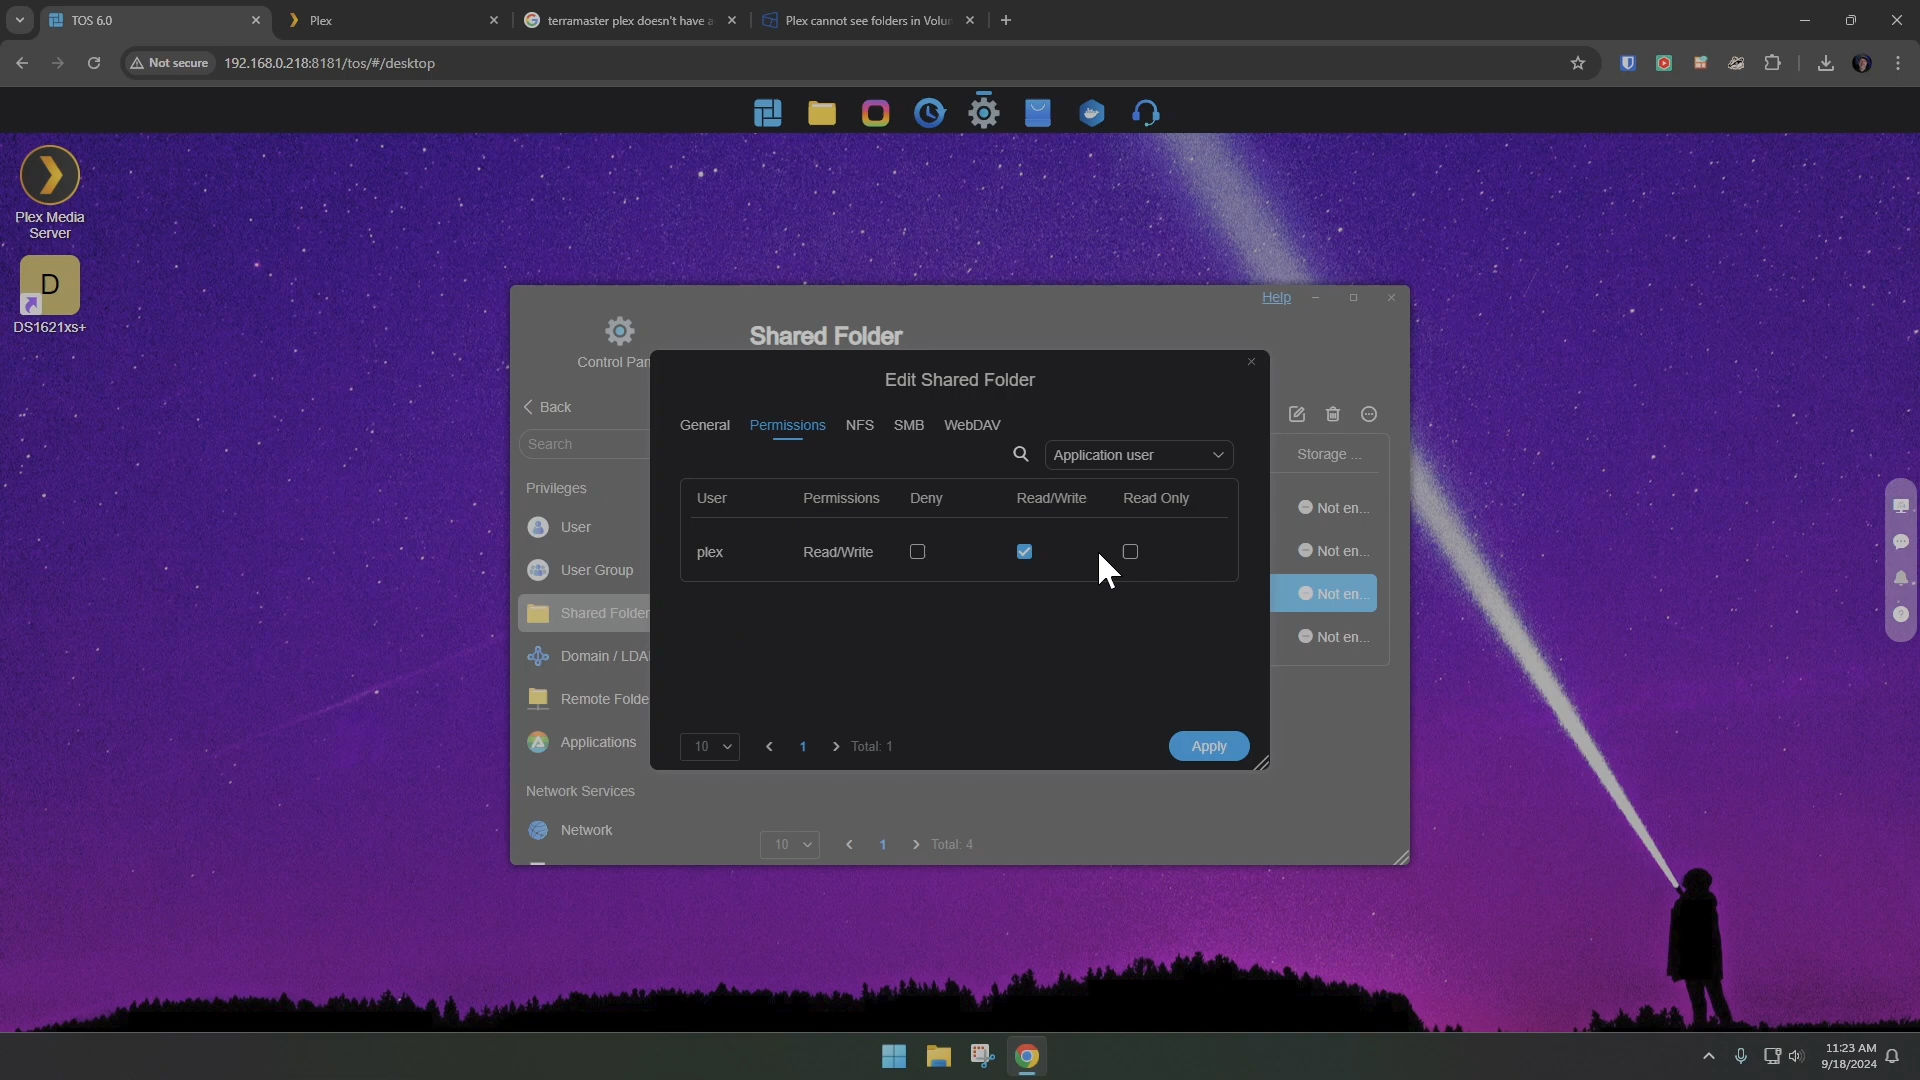 TOS 6.0
Plex
terramaster plex doesn't have a
Plex cannot see folders in Volun
Not secure
192.168.0.218:8181/tos/#/desktop
Plex Media
Server
D
DS1621xs+
Help
Shared Folder
Control Pan
Back
Search
Storage ...
Privileges
User
User Group
Shared Folder
Domain / LDA
Remote Folde
Applications
Network Services
Network
Not en...
Not en...
Not en...
Not en...
10
1
Total: 4
Edit Shared Folder
General
Permissions
NFS
SMB
WebDAV
Application user
User
Permissions
Deny
Read/Write
Read Only
plex
Read/Write
10
1
Total: 1
Apply
11:23 AM
9/18/2024